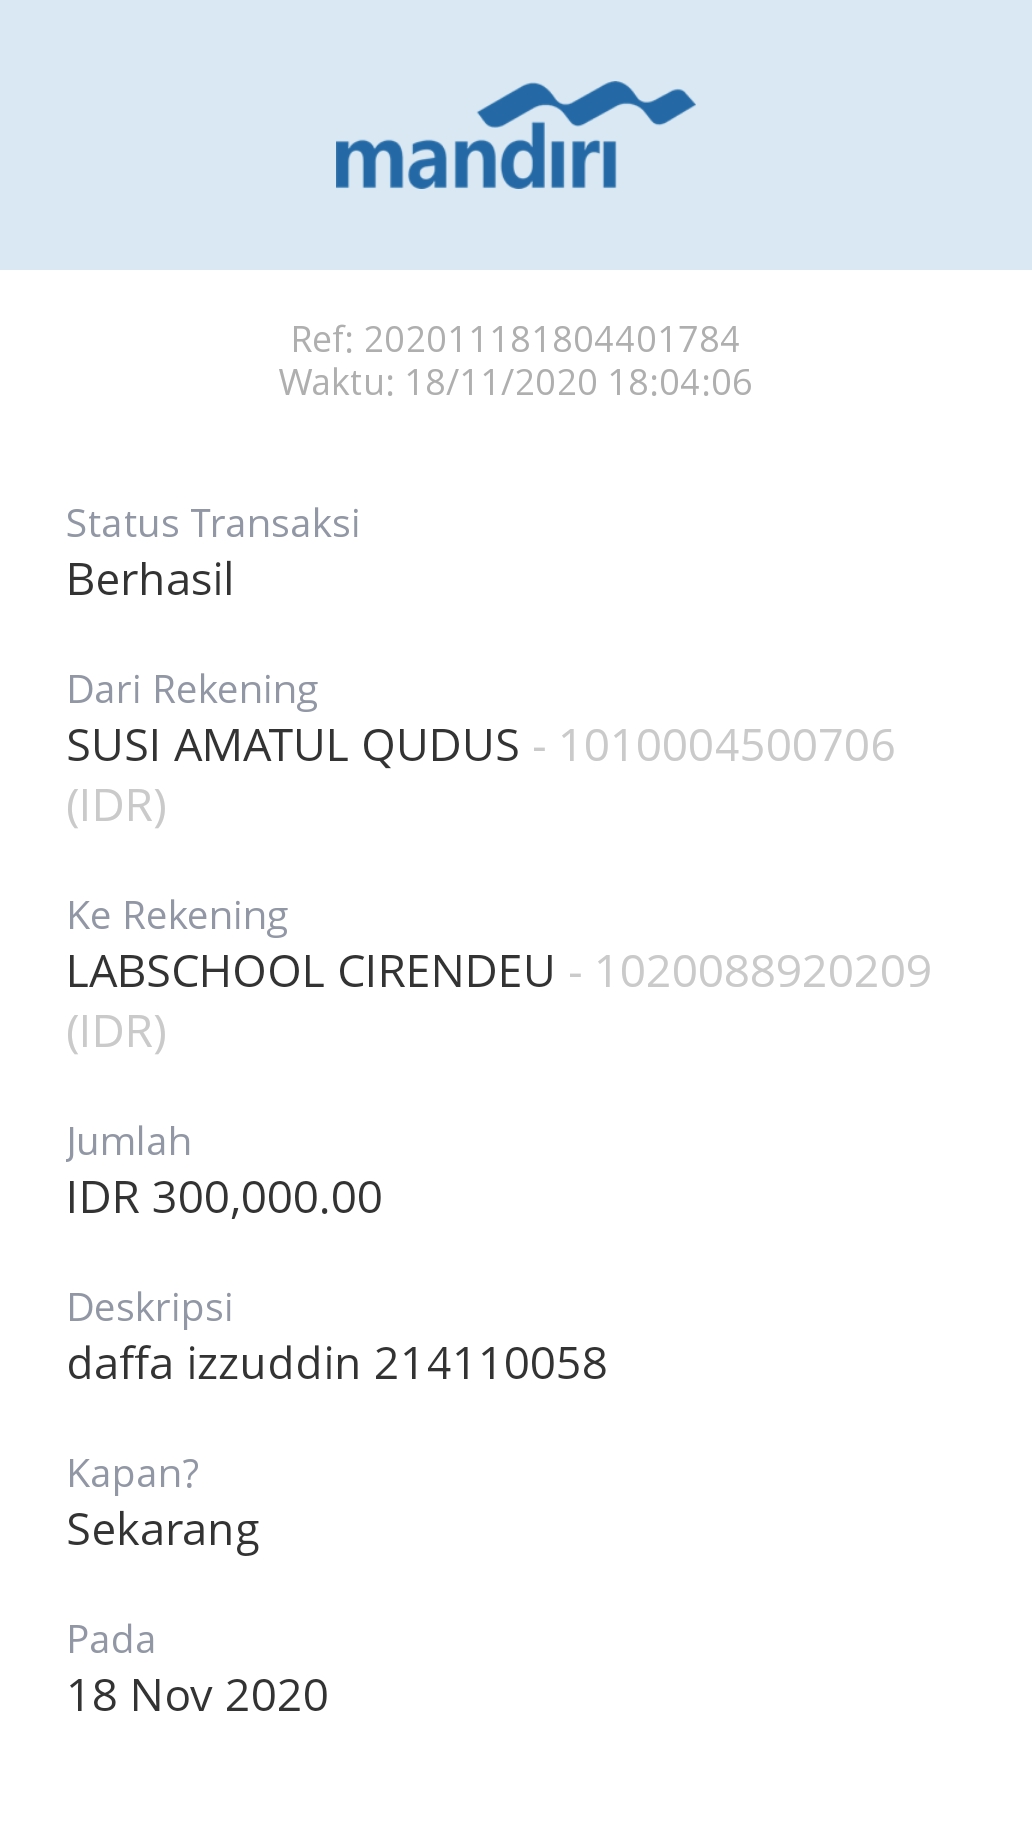 mandiri
Ref: 202011181804401784
Waktu: 18/11/2020 18:04:06
Status Transaksi
Berhasil
Dari Rekening
SUSI AMATUL QUDUS - 1010004500706
(IDR)
Ke Rekening
LABSCHOOL CIRENDEU - 1020088920209
(IDR)
Jumlah
IDR 300,000.00
Deskripsi
daffa izzuddin 214110058
Kapan?
Sekarang
Pada
18 Nov 2020